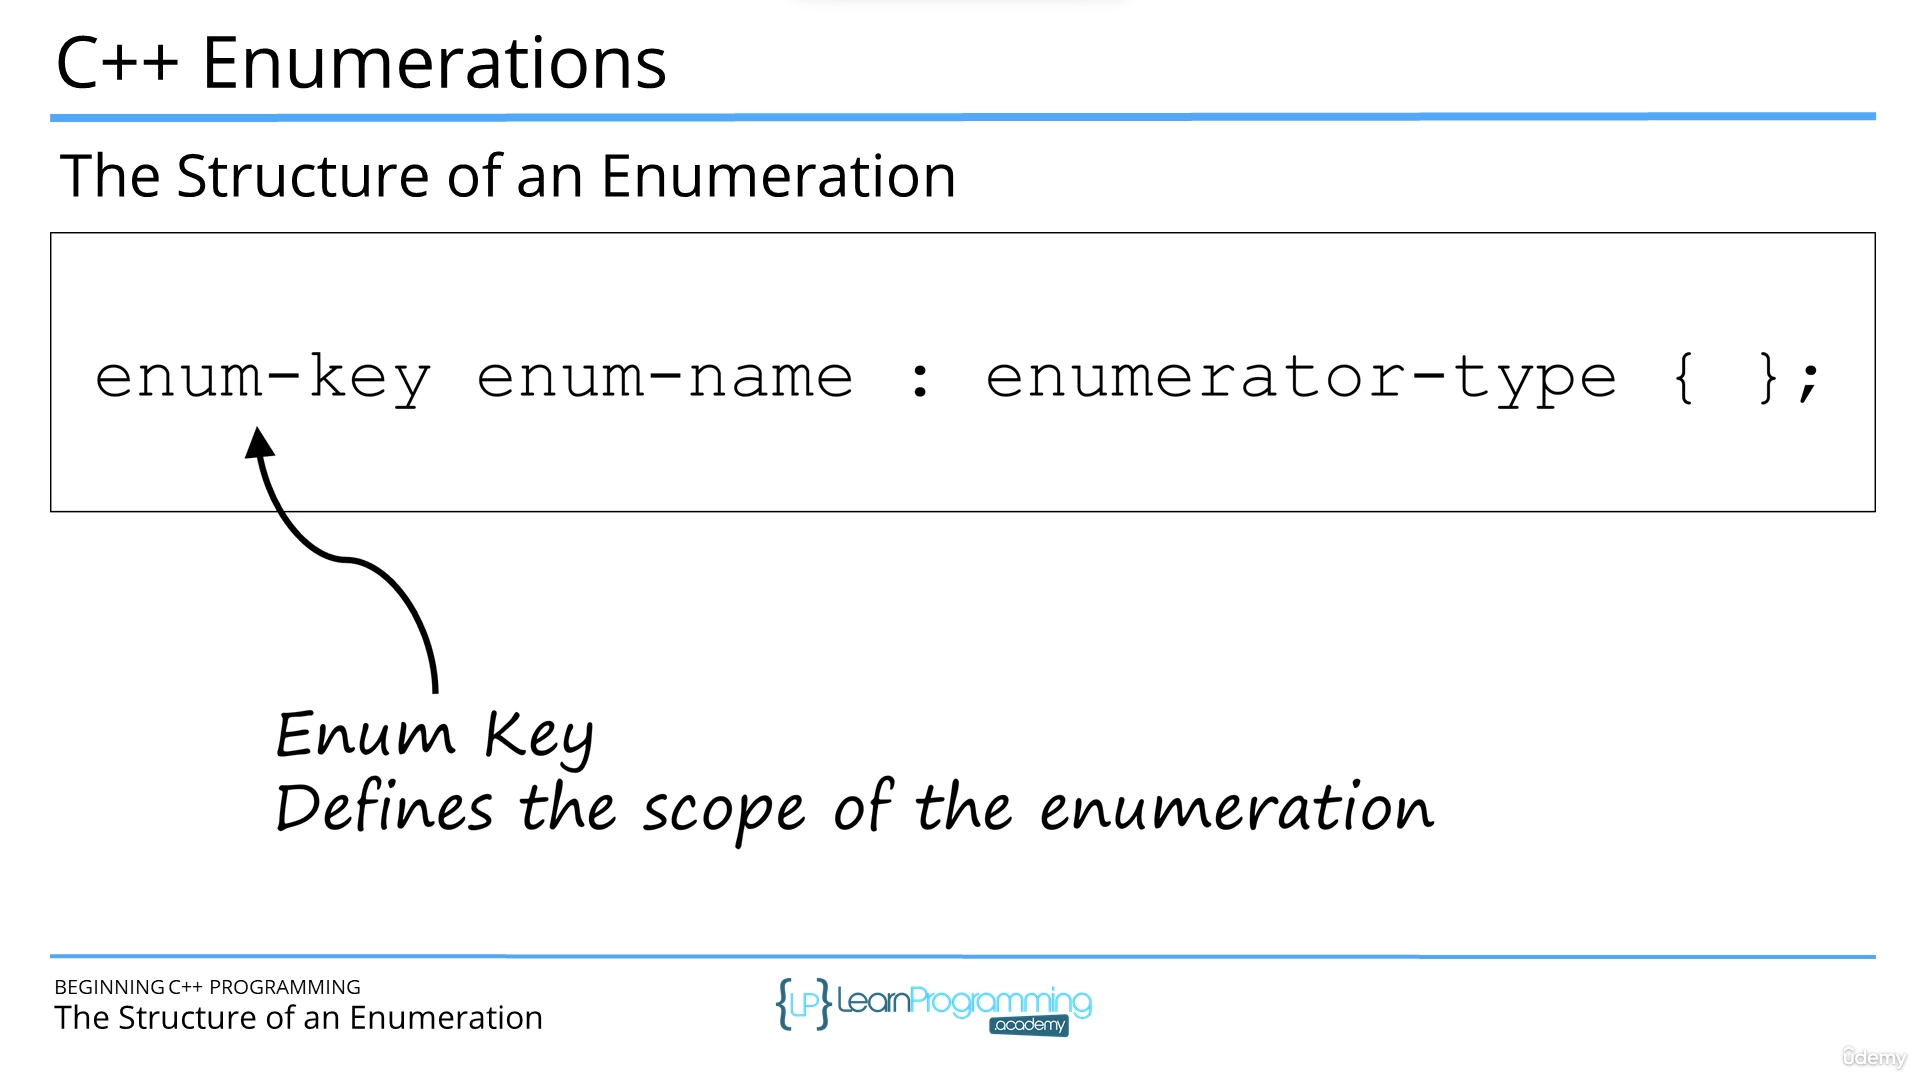 C++ Enumerations
The Structure of an Enumeration
enum-key enum-name : enumerator-type { };
Enum Key
Defines the scope of the enumeration
BEGINNING C++ PROGRAMMING
The Structure of an Enumeration
{LP} LearnProgramming
academy
ûdemy